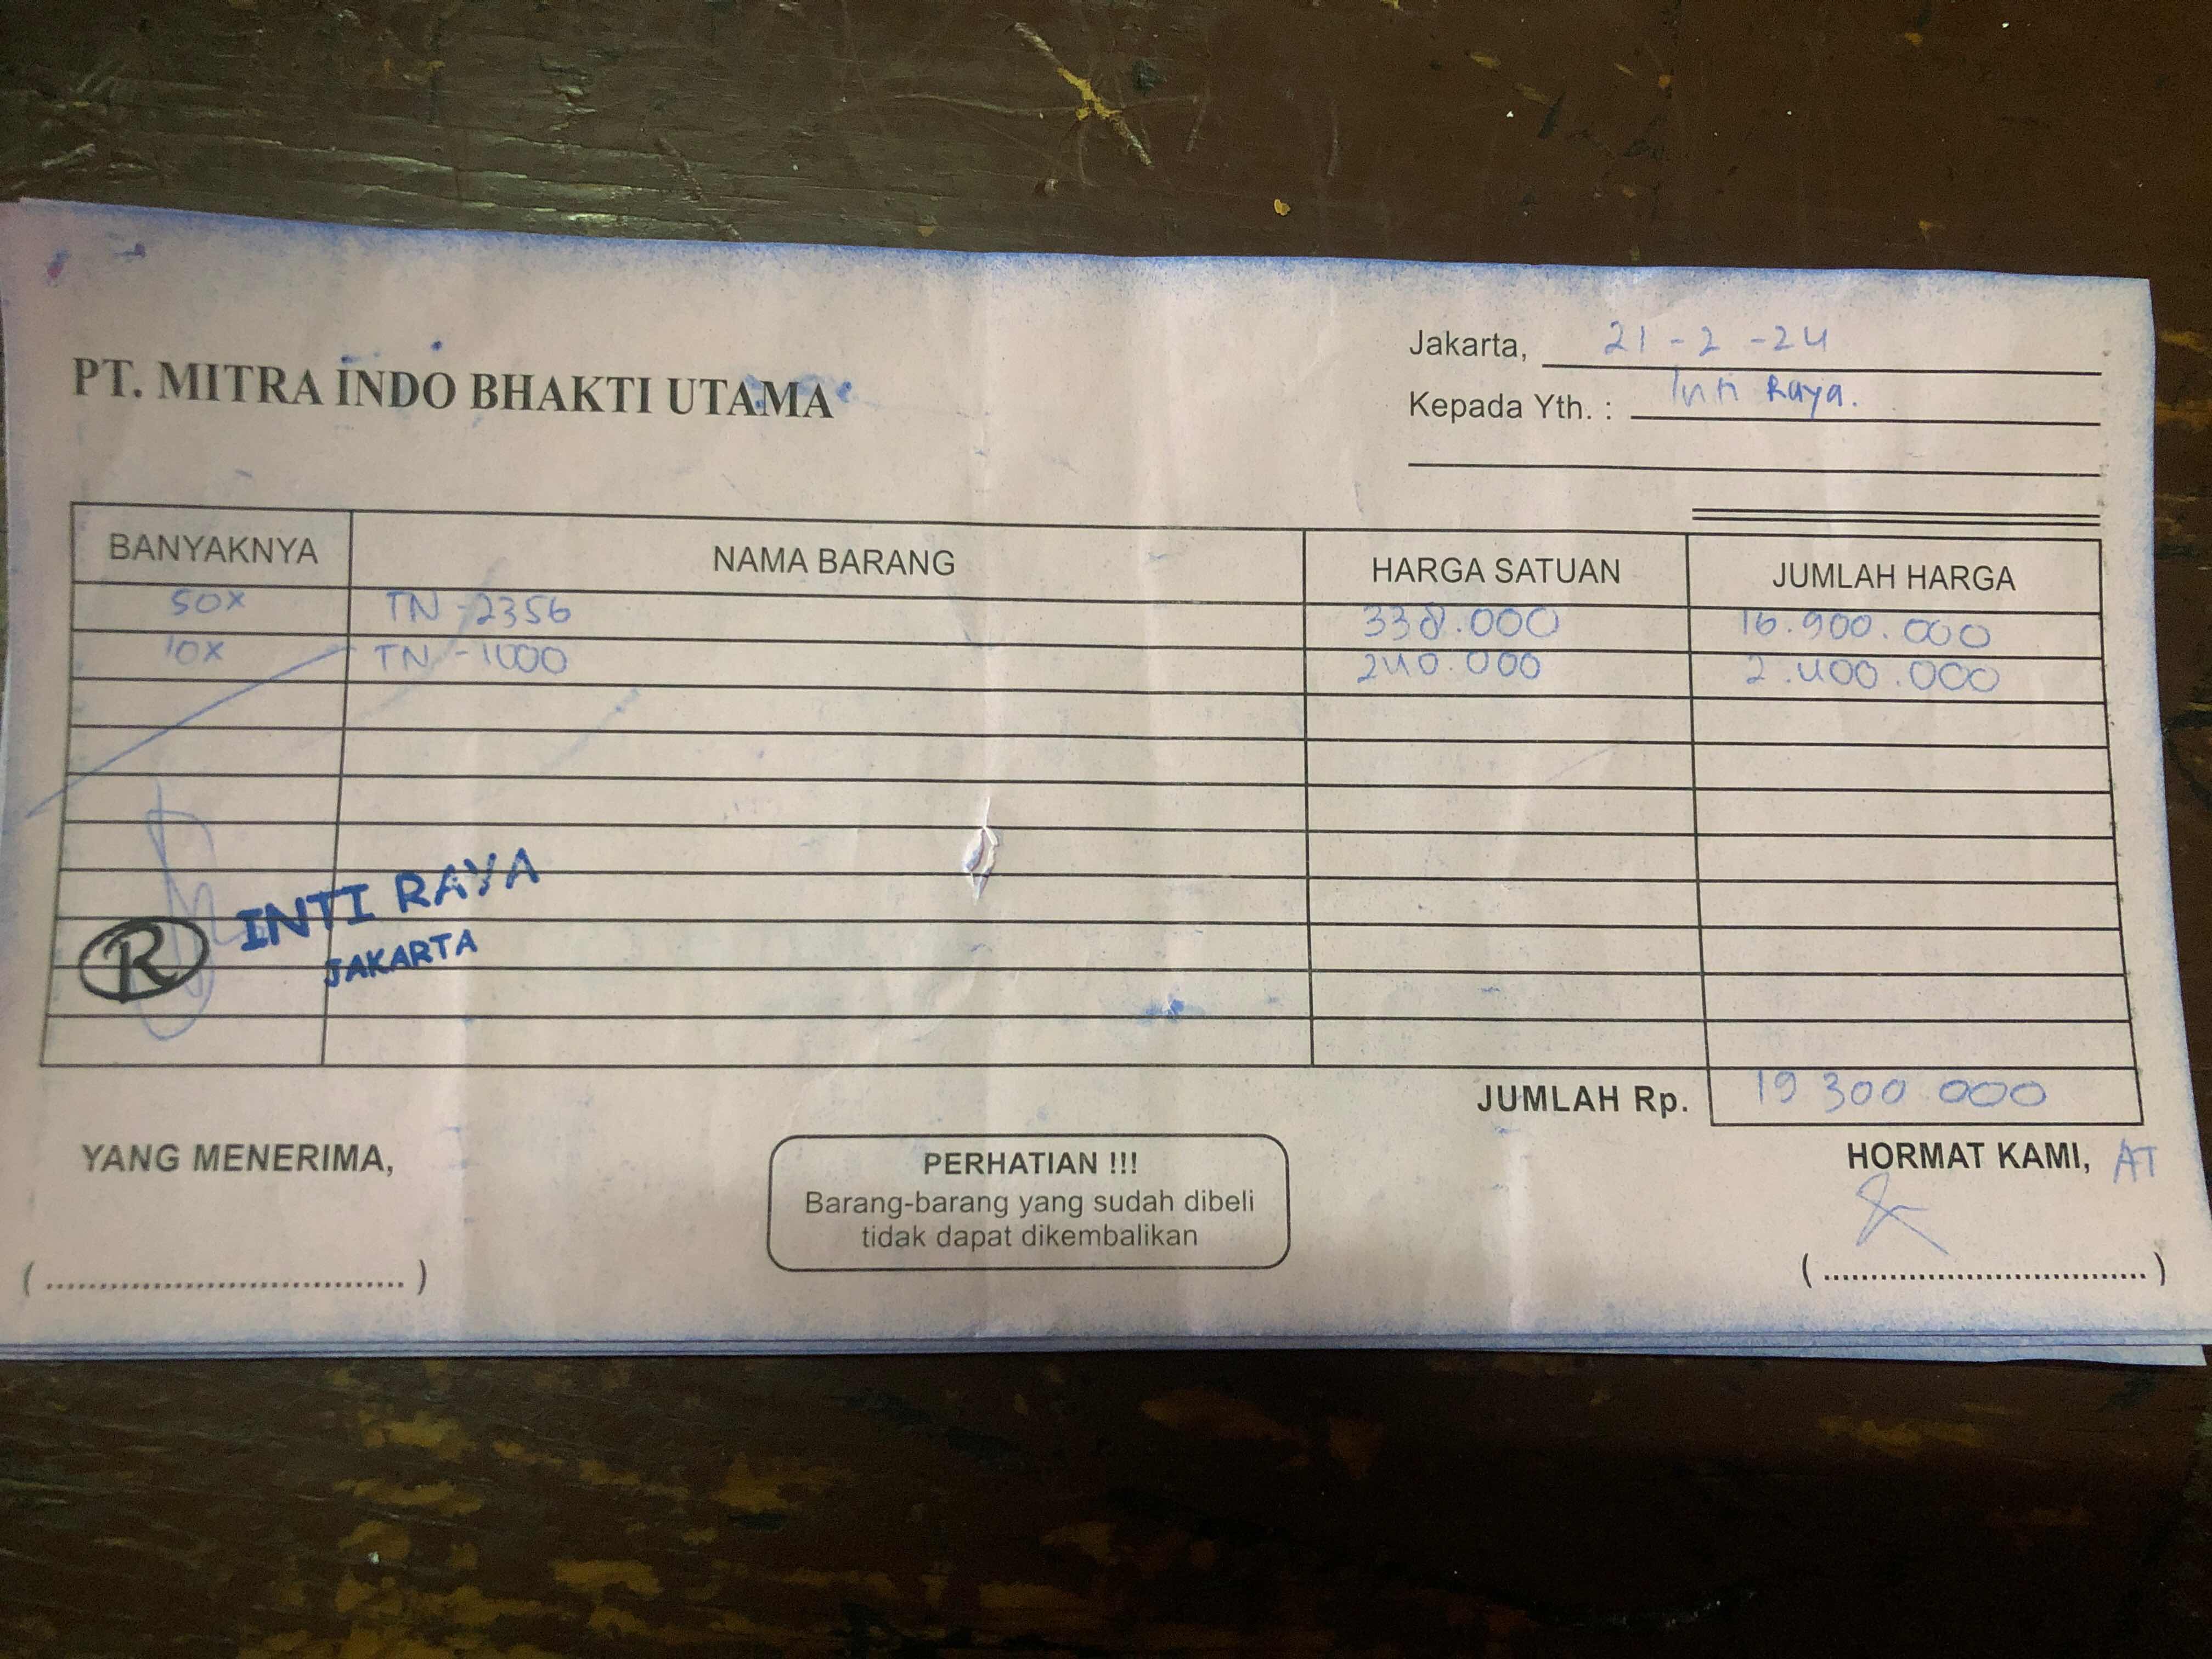 PT. MITRA INDO BHAKTI UTAMA
Jakarta, 21-2-24
Kepada Yth. : Inti Raya.
BANYAKNYA NAMA BARANG HARGA SATUAN JUMLAH HARGA
50x TN-2356 338.000 16.900.000
10x TN-1000 240.000 2.400.000
R INTI RAYA
JAKARTA
JUMLAH Rp. 19 300 000
YANG MENERIMA,
PERHATIAN !!!
Barang-barang yang sudah dibeli
tidak dapat dikembalikan
HORMAT KAMI, AT
(..................................)
(..................................)